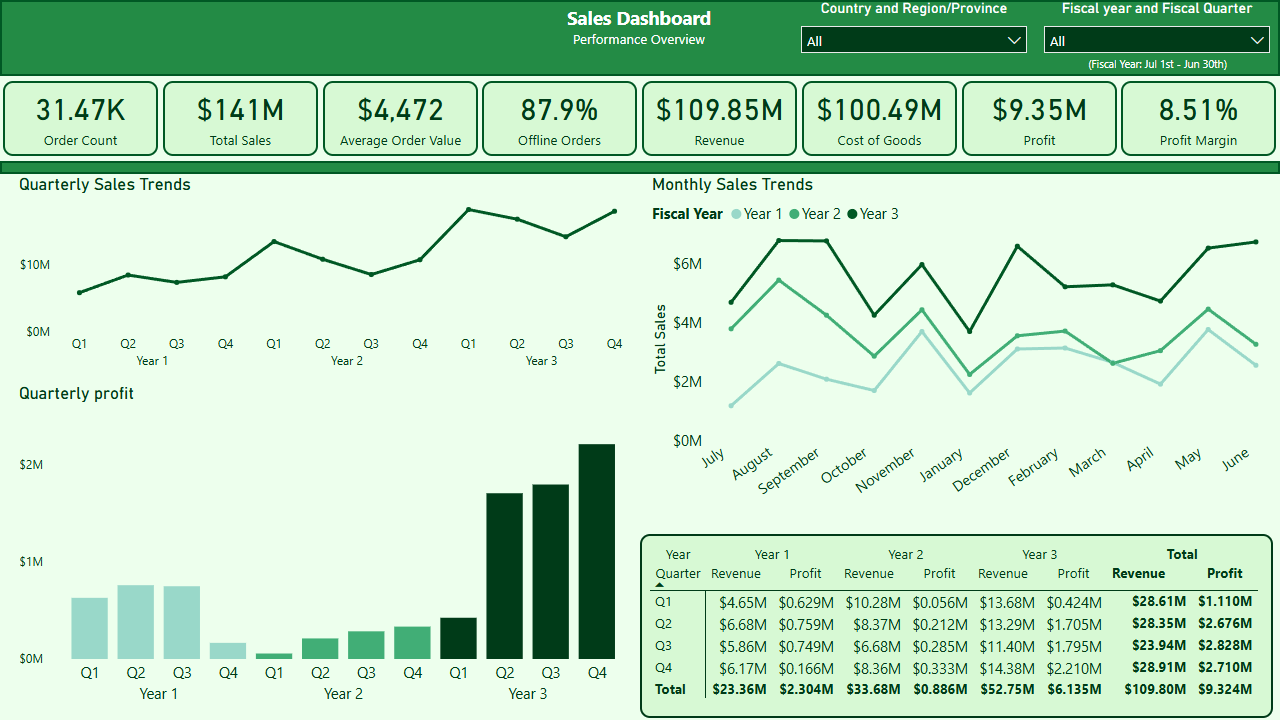 Sales Dashboard
Performance Overview
Country and Region/Province
All
Fiscal year and Fiscal Quarter
All
(Fiscal Year: Jul 1st - Jun 30th)
31.47K
Order Count
$141M
Total Sales
$4,472
Average Order Value
87.9%
Offline Orders
$109.85M
Revenue
$100.49M
Cost of Goods
$9.35M
Profit
8.51%
Profit Margin
Quarterly Sales Trends
$10M
$0M
Q1 Q2 Q3 Q4 Q1 Q2 Q3 Q4 Q1 Q2 Q3 Q4
Year 1 Year 2 Year 3
Quarterly profit
$2M
$1M
$0M
Q1 Q2 Q3 Q4 Q1 Q2 Q3 Q4 Q1 Q2 Q3 Q4
Year 1 Year 2 Year 3
Monthly Sales Trends
Fiscal Year Year 1 Year 2 Year 3
Total Sales
$6M
$4M
$2M
$0M
July August September October November January December February March April May June
Year Year 1 Year 2 Year 3 Total
Quarter Revenue Profit Revenue Profit Revenue Profit Revenue Profit
Q1 $4.65M $0.629M $10.28M $0.056M $13.68M $0.424M $28.61M $1.110M
Q2 $6.68M $0.759M $8.37M $0.212M $13.29M $1.705M $28.35M $2.676M
Q3 $5.86M $0.749M $6.68M $0.285M $11.40M $1.795M $23.94M $2.828M
Q4 $6.17M $0.166M $8.36M $0.333M $14.38M $2.210M $28.91M $2.710M
Total $23.36M $2.304M $33.68M $0.886M $52.75M $6.135M $109.80M $9.324M